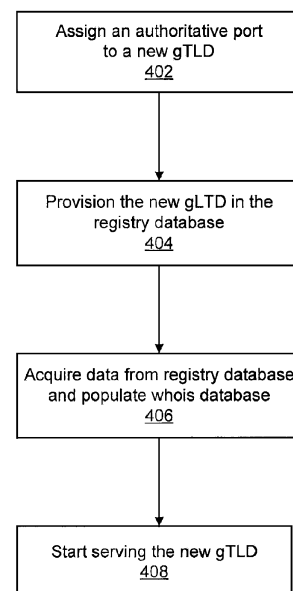 Assign an authoritative port
to a new gTLD
402
Provision the new gLTD in the
registry database
404
Acquire data from registry database
and populate whois database
406
Start serving the new gTLD
408